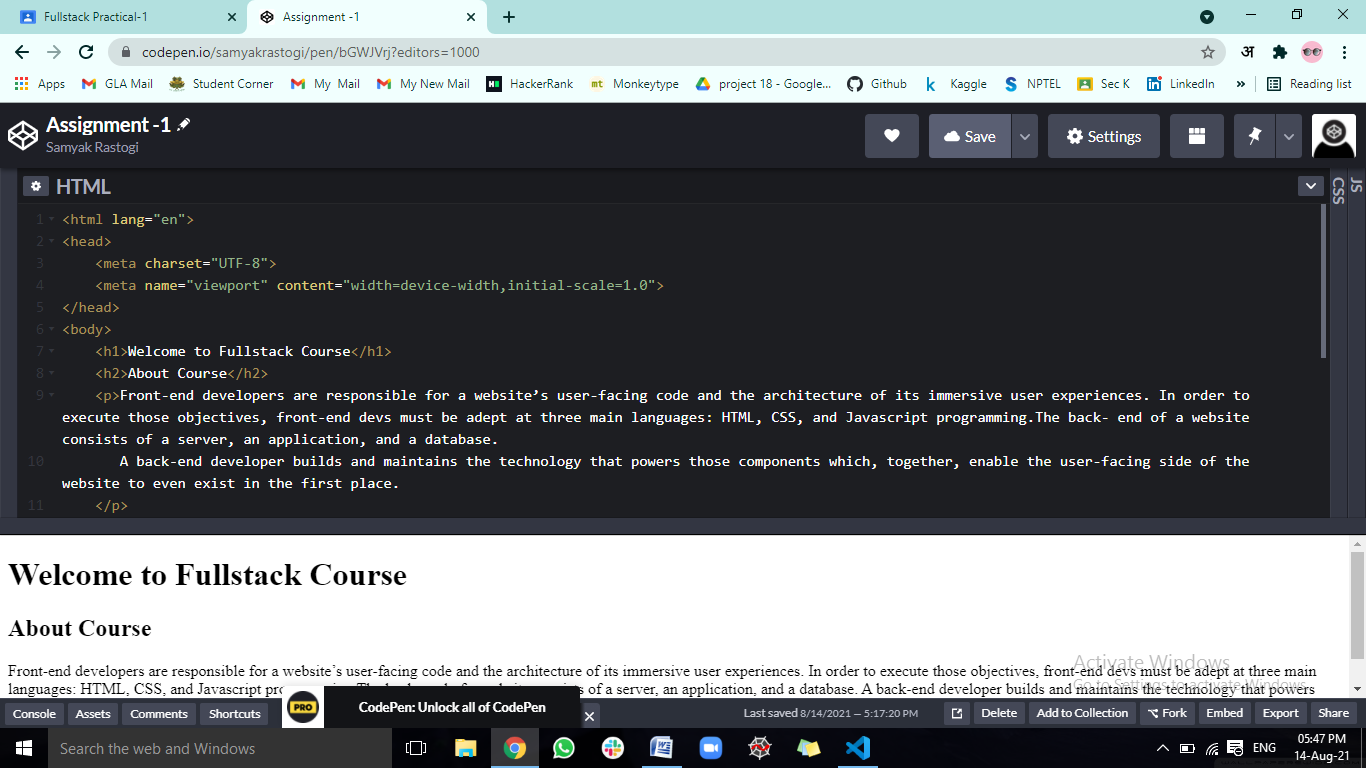 Fullstack Practical-1
Assignment -1
codepen.io/samyakrastogi/pen/bGWJVrj?editors=1000
अ
Apps GLA Mail Student Corner My Mail My New Mail HackerRank mt Monkeytype project 18 - Google... Github k Kaggle S NPTEL Sec K LinkedIn » Reading list
Assignment -1
Samyak Rastogi
Save Settings
HTML
CSS
JS
1 <html lang="en">
2 <head>
3 <meta charset="UTF-8">
4 <meta name="viewport" content="width=device-width,initial-scale=1.0">
5 </head>
6 <body>
7 <h1>Welcome to Fullstack Course</h1>
8 <h2>About Course</h2>
9 <p>Front-end developers are responsible for a website’s user-facing code and the architecture of its immersive user experiences. In order to
execute those objectives, front-end devs must be adept at three main languages: HTML, CSS, and Javascript programming.The back- end of a website
consists of a server, an application, and a database.
10 A back-end developer builds and maintains the technology that powers those components which, together, enable the user-facing side of the
website to even exist in the first place.
11 </p>
Welcome to Fullstack Course
About Course
Front-end developers are responsible for a website’s user-facing code and the architecture of its immersive user experiences. In order to execute those objectives, front-end devs must be adept at three main
languages: HTML, CSS, and Javascript of a server, an application, and a database. A back-end developer builds and maintains the technology that powers
Activate Windows
Go to Settings to activate Windows.
Console Assets Comments Shortcuts PRO CodePen: Unlock all of CodePen Last saved 8/14/2021 — 5:17:20 PM Delete Add to Collection Fork Embed Export Share
Search the web and Windows
ENG
05:47 PM
14-Aug-21